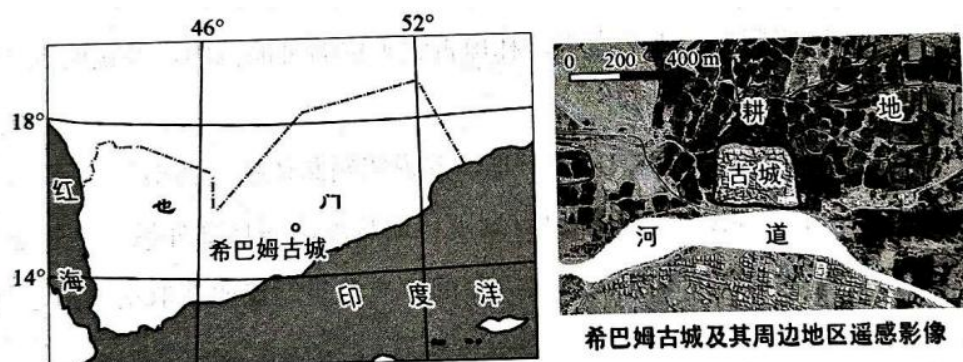 46°
52°
18°
14°
红
海
也
门
希巴姆古城
印度洋
0 200 400 m
耕
地
古城
河
道
希巴姆古城及其周边地区遥感影像